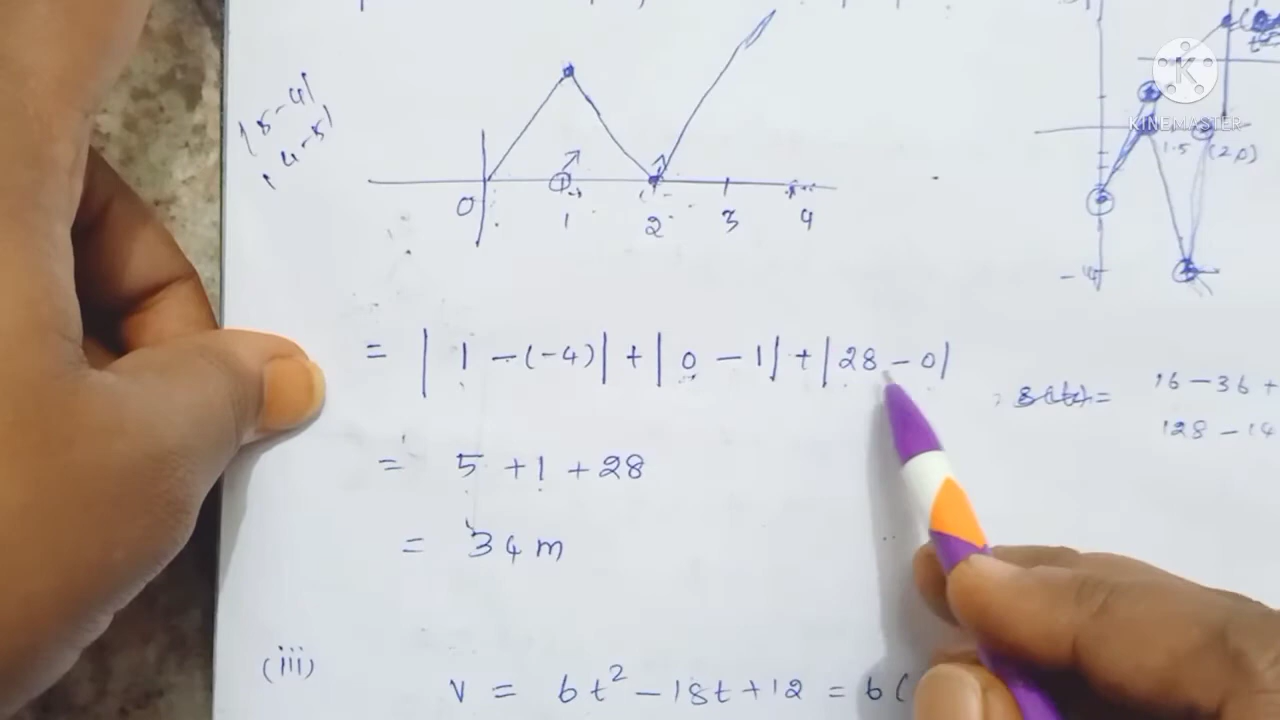 |5-4|
|4-5|
K
KINEMASTER
1.5 (2,0)
0 1 2 3 4
-4
= | 1 - (-4) | + | 0 - 1 | + | 28 - 0 |
16 - 36 +
128 - 14
= 5 + 1 + 28
= 34 m
(iii)
v = 6t² - 18t + 12 = 6(